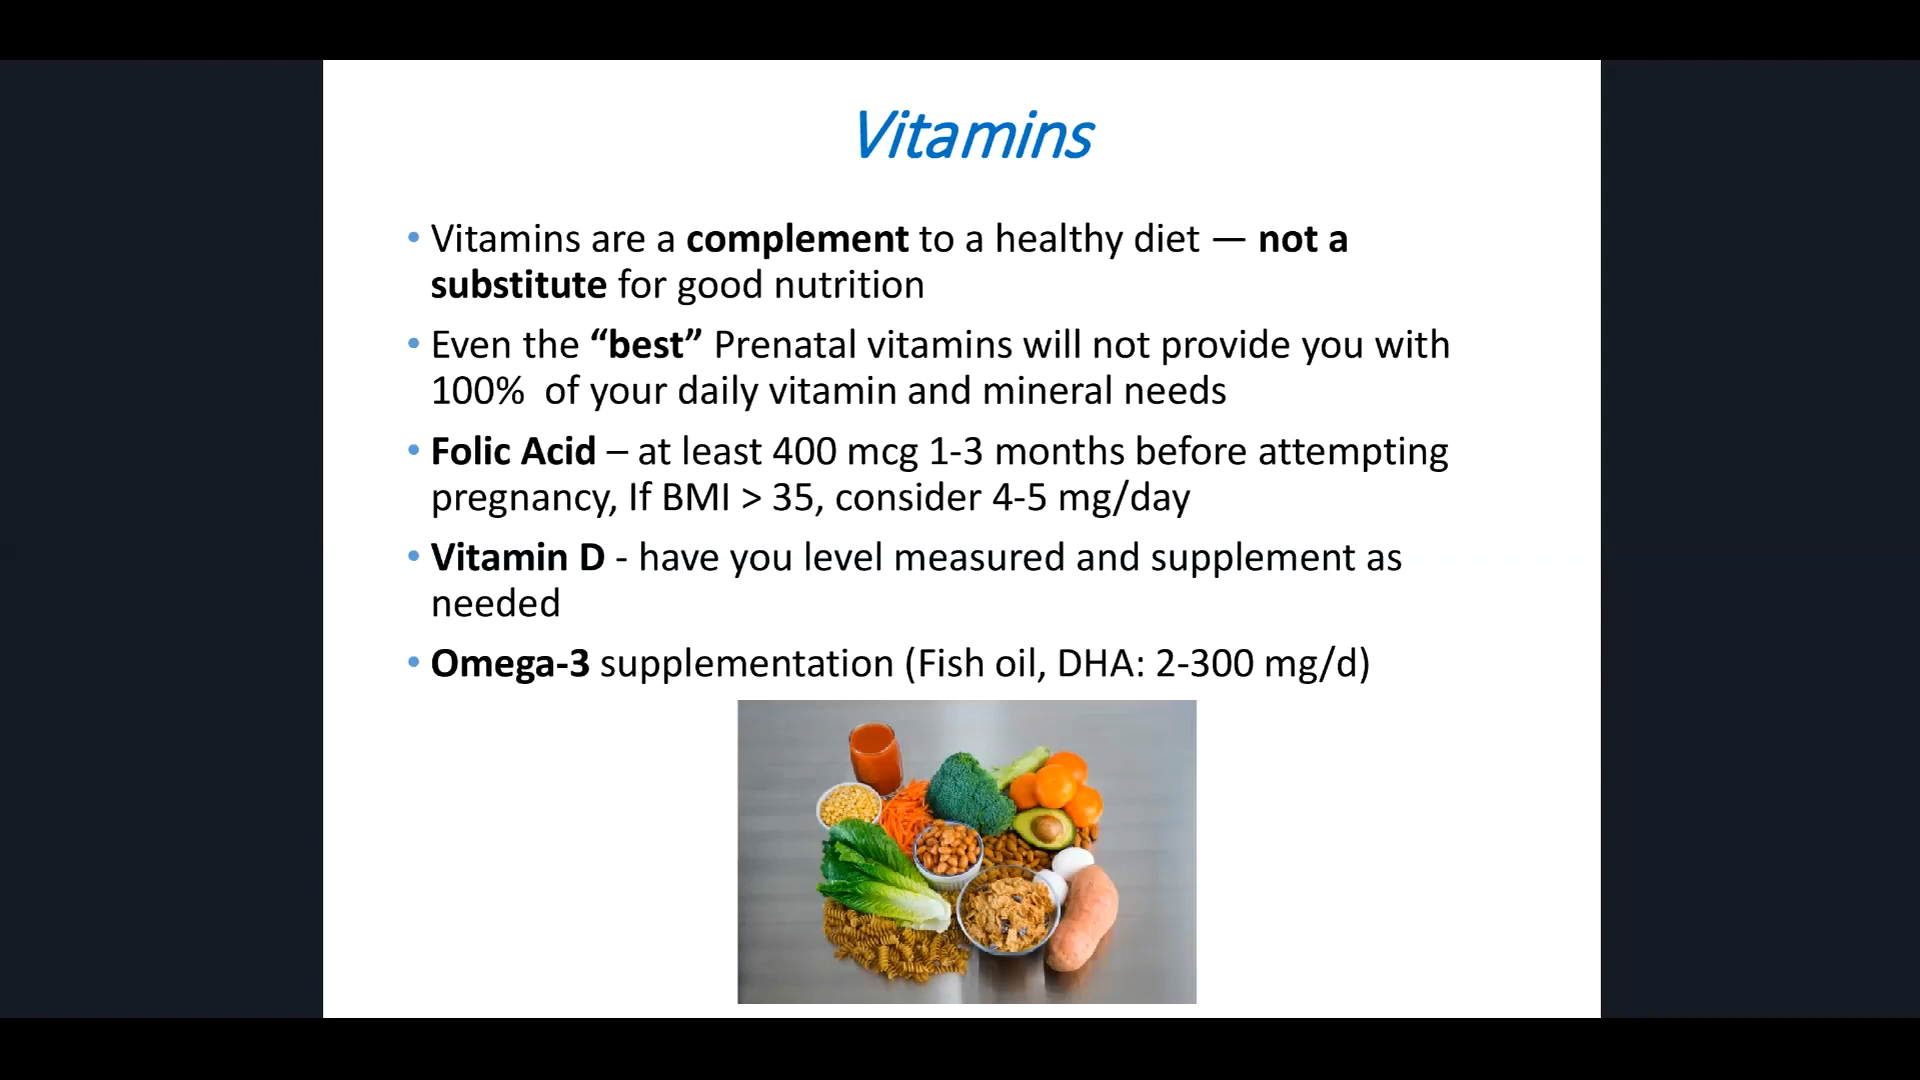 Vitamins
• Vitamins are a complement to a healthy diet — not a
substitute for good nutrition
• Even the “best” Prenatal vitamins will not provide you with
100%  of your daily vitamin and mineral needs
• Folic Acid – at least 400 mcg 1-3 months before attempting
pregnancy, If BMI > 35, consider 4-5 mg/day
• Vitamin D - have you level measured and supplement as
needed
• Omega-3 supplementation (Fish oil, DHA: 2-300 mg/d)